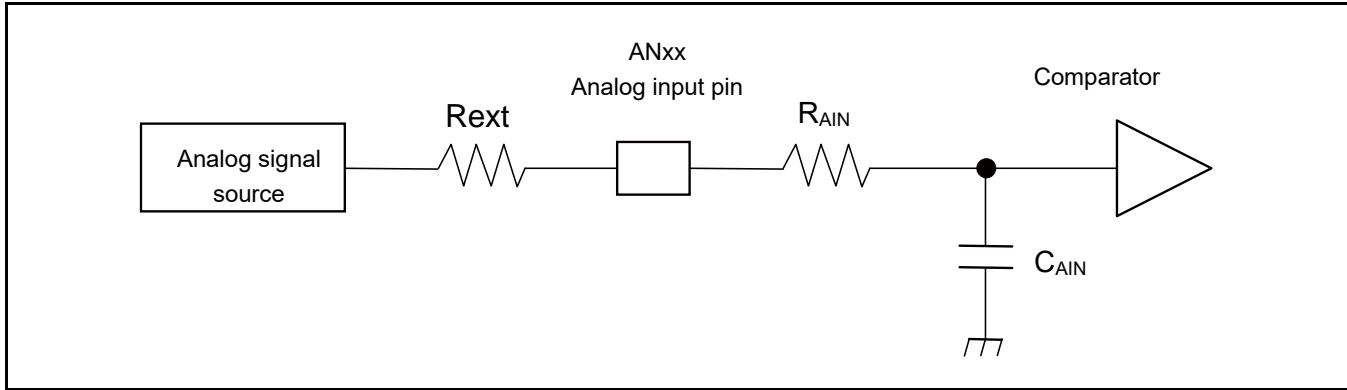 ANxx
Analog input pin
Comparator
Rext
RAIN
Analog signal
source
CAIN